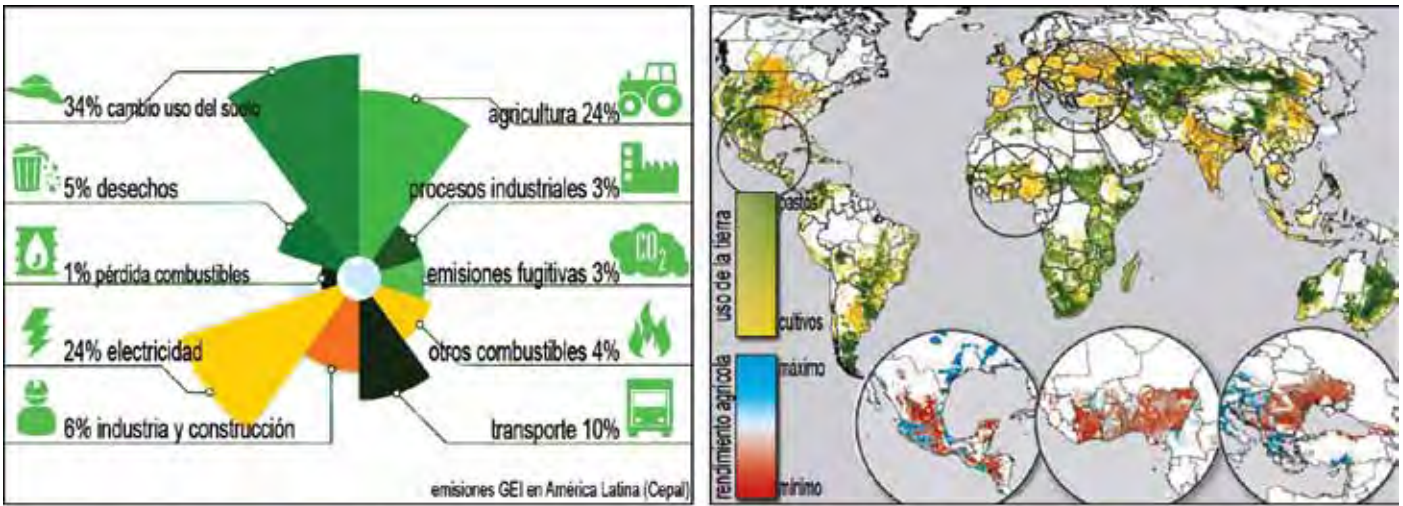 34% cambio uso del suelo
agricultura 24%
5% desechos
procesos industriales 3%
1% pérdida combustibles
CO2
emisiones fugitivas 3%
24% electricidad
otros combustibles 4%
6% industria y construcción
transporte 10%
emisiones GEI en América Latina (Cepal)
uso de la tierra
pastos
cultivos
rendimiento agrícola
máximo
mínimo